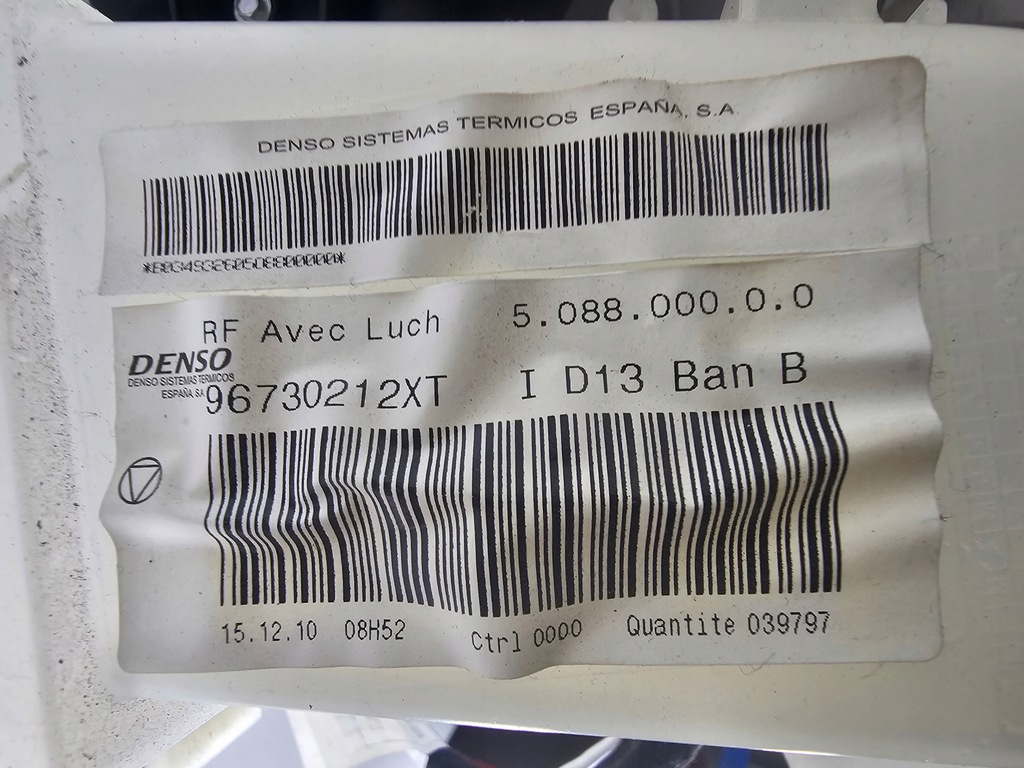 DENSO SISTEMAS TERMICOS ESPAÑA, S.A.
RF Avec Luch 5.088.000.0.0
DENSO
DENSO SISTEMAS TERMICOS
ESPAÑA SA
96730212XT I D13 Ban B
15.12.10 08H52 Ctrl 0000 Quantite 039797